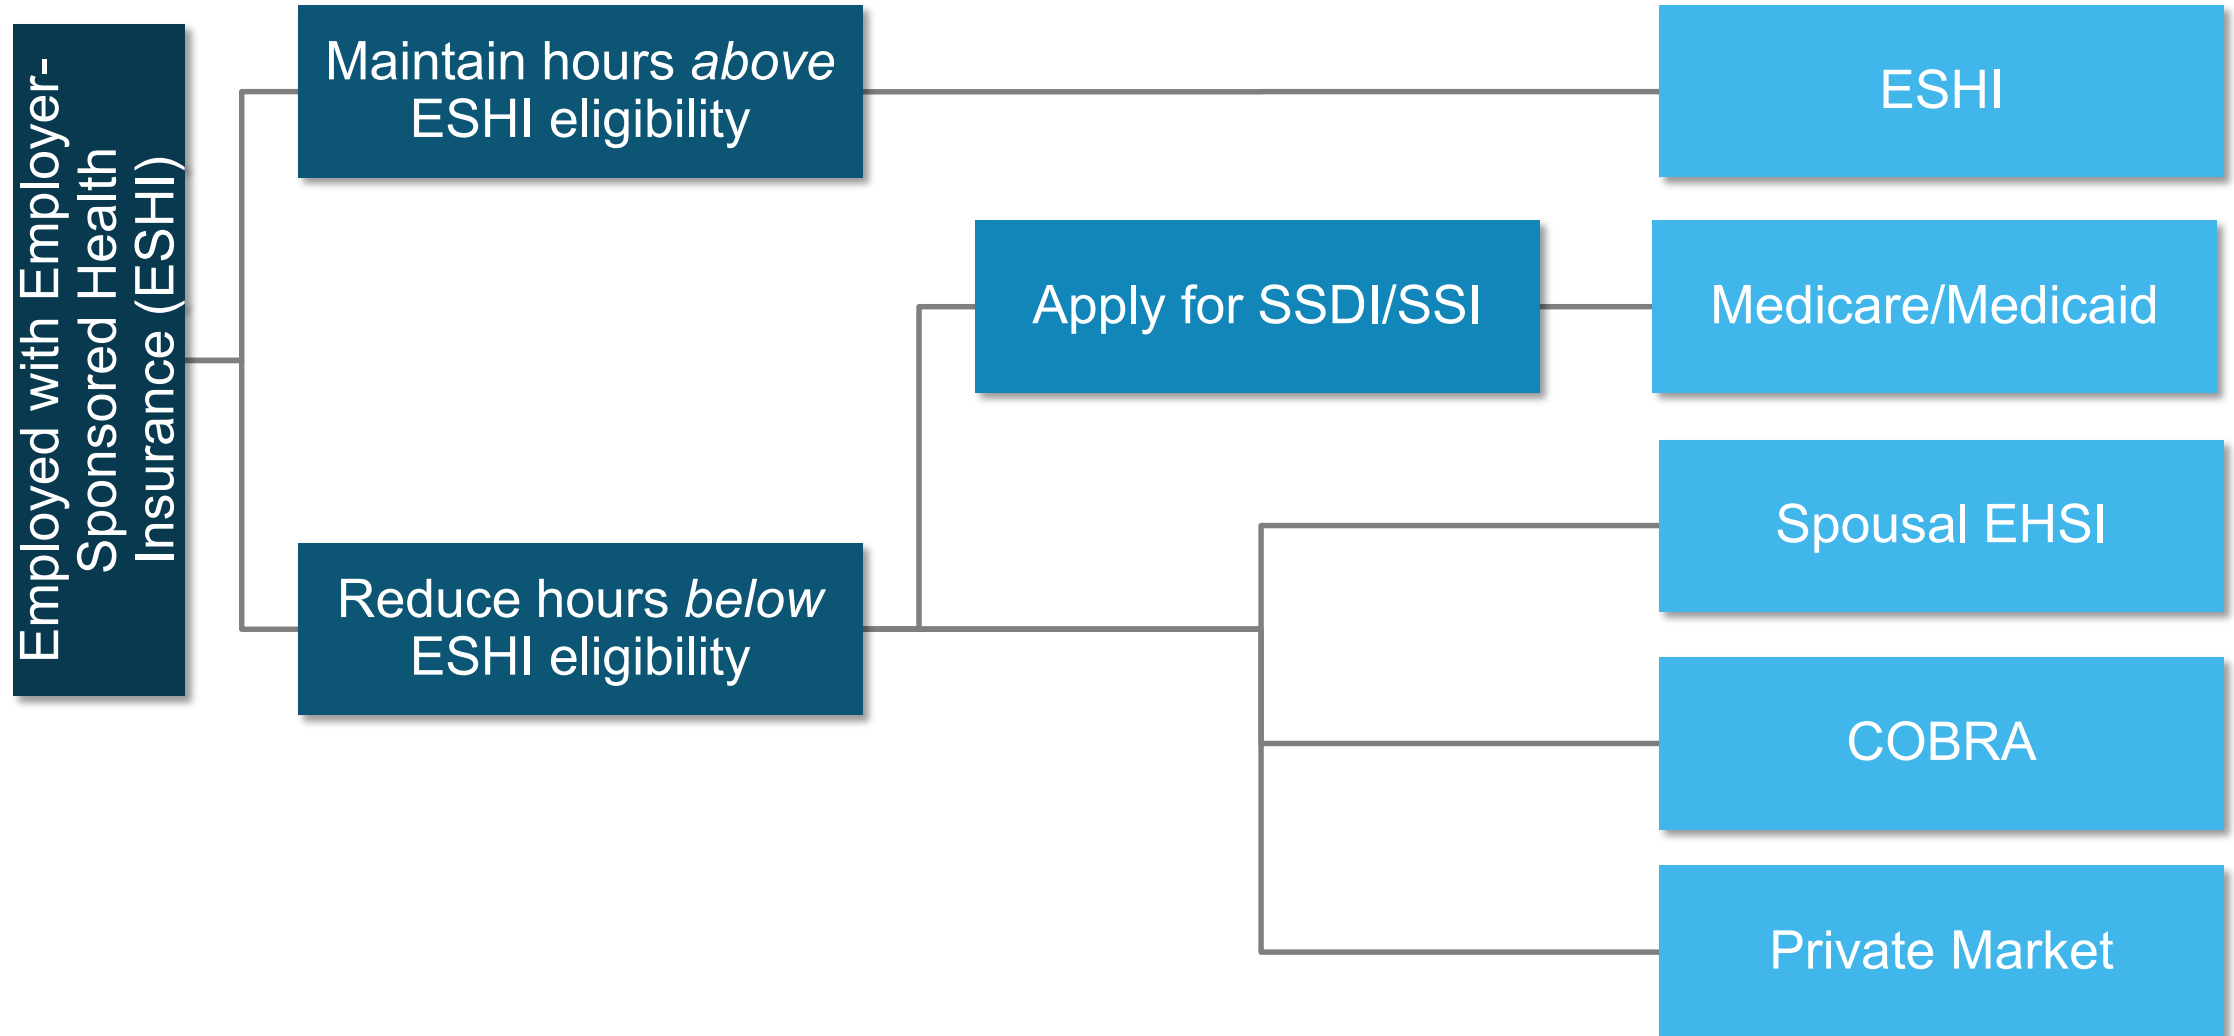 Employed with Employer-
Sponsored Health
Insurance (ESHI)
Maintain hours above
ESHI eligibility
ESHI
Apply for SSDI/SSI
Medicare/Medicaid
Reduce hours below
ESHI eligibility
Spousal EHSI
COBRA
Private Market